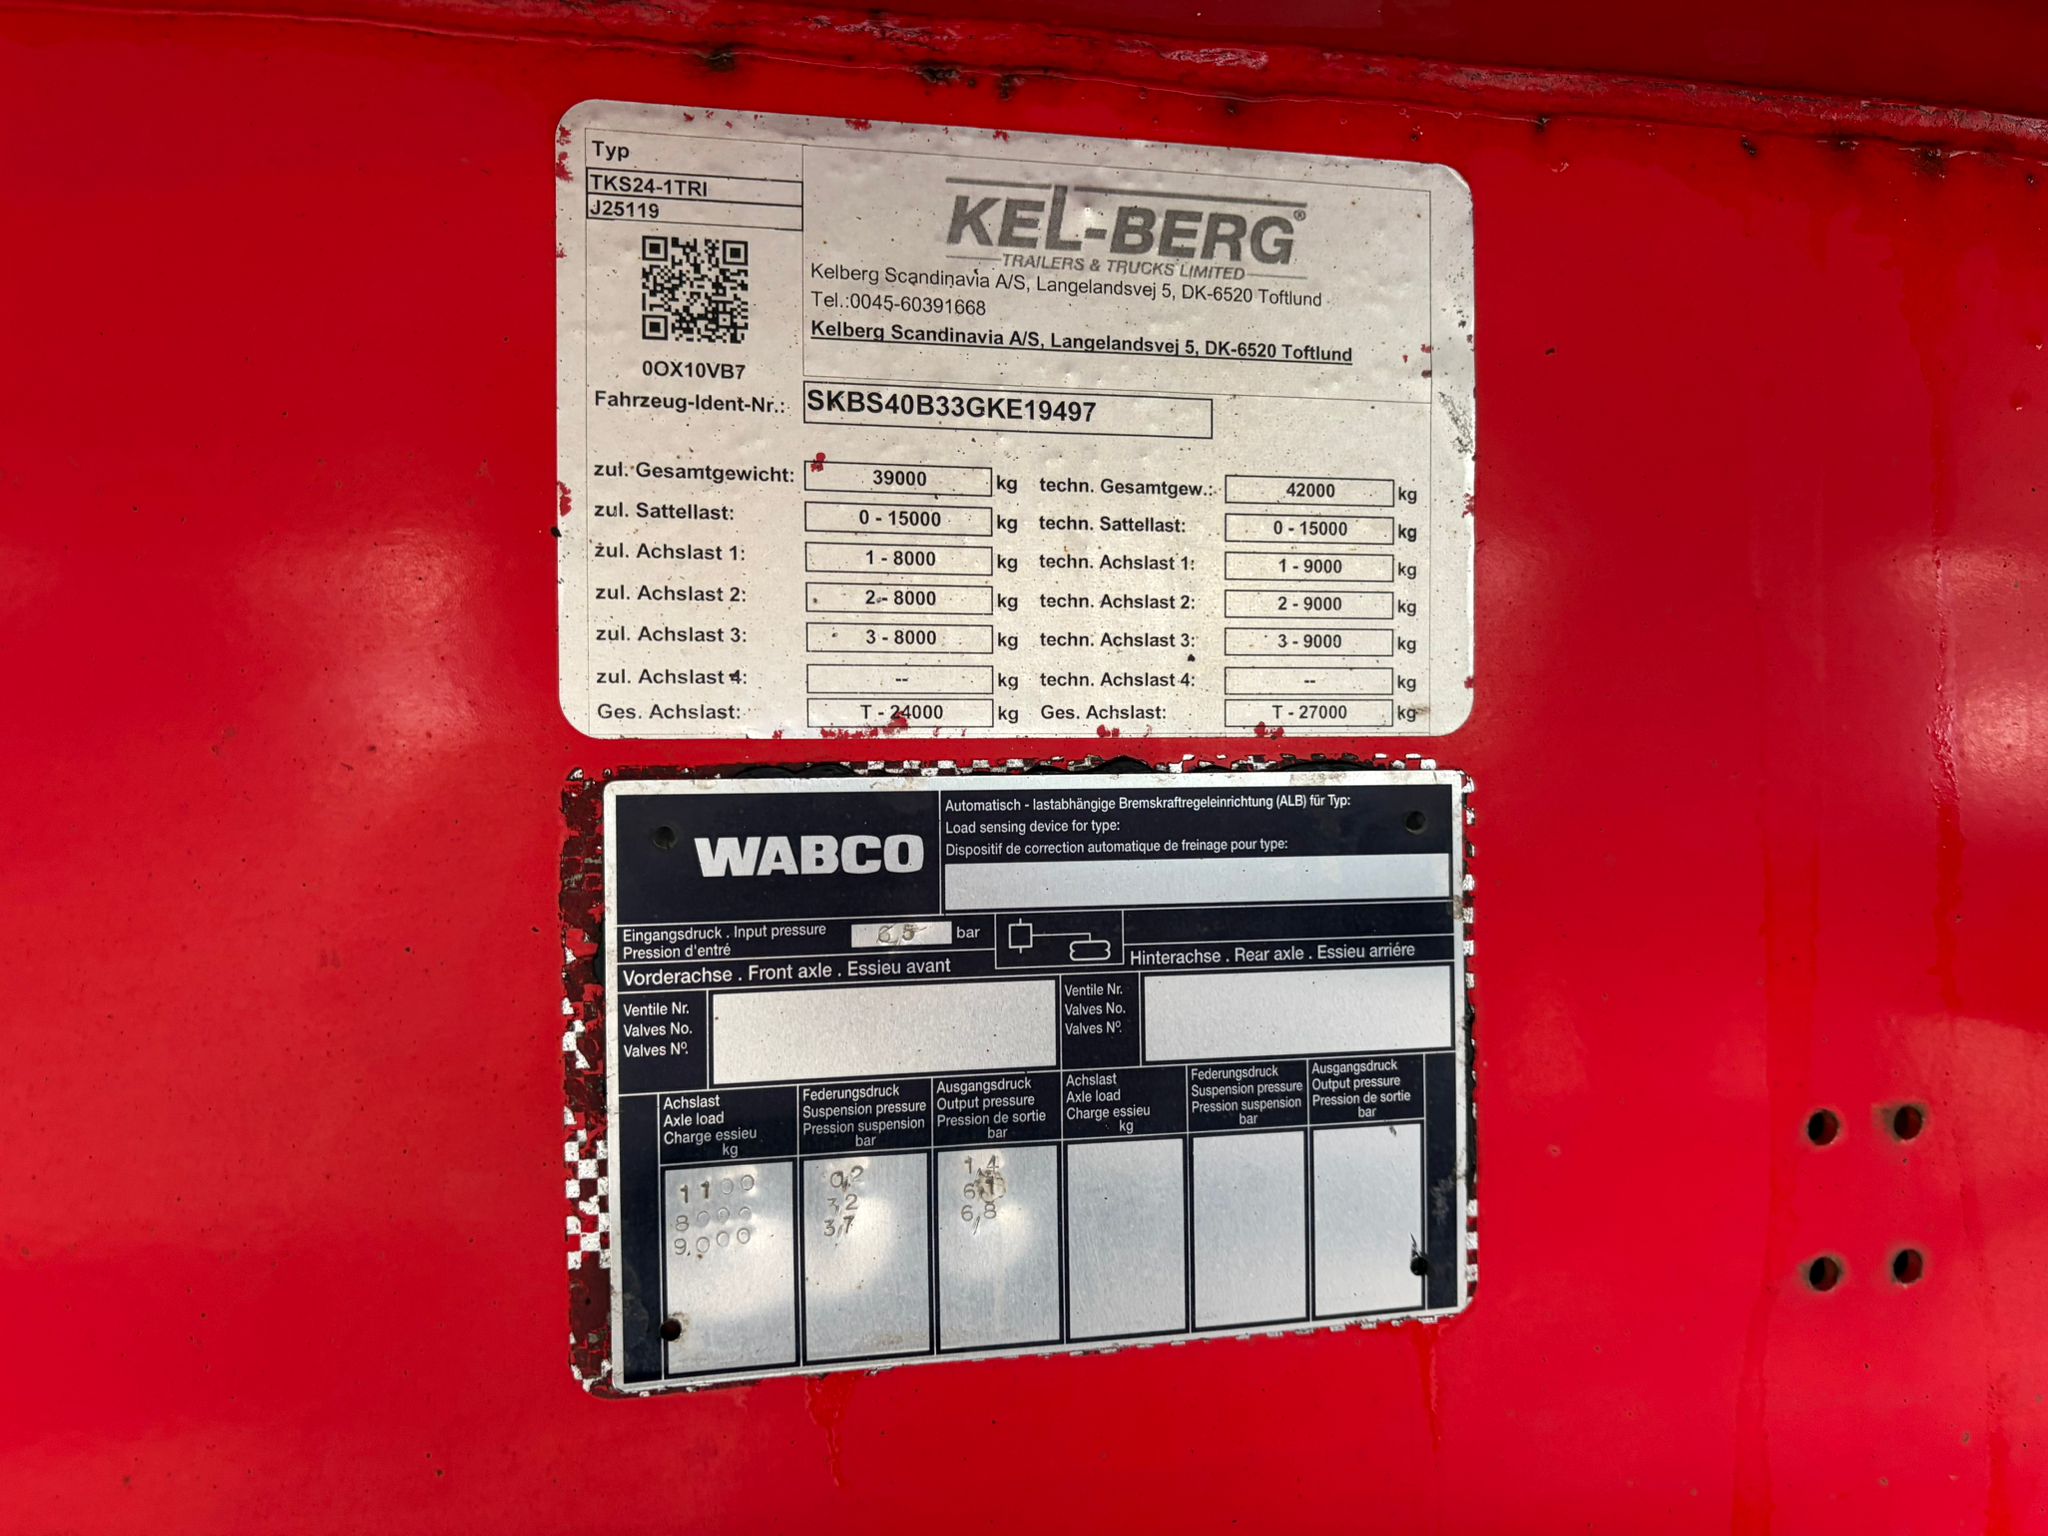 Typ
TKS24-1TRI
J25119
0OX10VB7
KEL-BERG®
TRAILERS & TRUCKS LIMITED
Kelberg Scandinavia A/S, Langelandsvej 5, DK-6520 Toftlund
Tel.:0045-60391668
Kelberg Scandinavia A/S, Langelandsvej 5, DK-6520 Toftlund
Fahrzeug-Ident-Nr.: SKBS40B33GKE19497
zul. Gesamtgewicht: 39000 kg techn. Gesamtgew.: 42000 kg
zul. Sattellast: 0 - 15000 kg techn. Sattellast: 0 - 15000 kg
zul. Achslast 1: 1 - 8000 kg techn. Achslast 1: 1 - 9000 kg
zul. Achslast 2: 2 - 8000 kg techn. Achslast 2: 2 - 9000 kg
zul. Achslast 3: 3 - 8000 kg techn. Achslast 3: 3 - 9000 kg
zul. Achslast 4: -- kg techn. Achslast 4: -- kg
Ges. Achslast: T - 24000 kg Ges. Achslast: T - 27000 kg
WABCO
Automatisch - lastabhängige Bremskraftregeleinrichtung (ALB) für Typ:
Load sensing device for type:
Dispositif de correction automatique de freinage pour type:
Eingangsdruck . Input pressure bar
Pression d'entré
Vorderachse . Front axle . Essieu avant
Hinterachse . Rear axle . Essieu arriére
Ventile Nr.
Valves No.
Valves Nº.
Ventile Nr.
Valves No.
Valves Nº.
Achslast
Axle load
Charge essieu
kg
Federungsdruck
Suspension pressure
Pression suspension
bar
Ausgangsdruck
Output pressure
Pression de sortie
bar
Achslast
Axle load
Charge essieu
kg
Federungsdruck
Suspension pressure
Pression suspension
bar
Ausgangsdruck
Output pressure
Pression de sortie
bar
1100 0,2 1,4
8000 3,2
9000 3,7 6,8